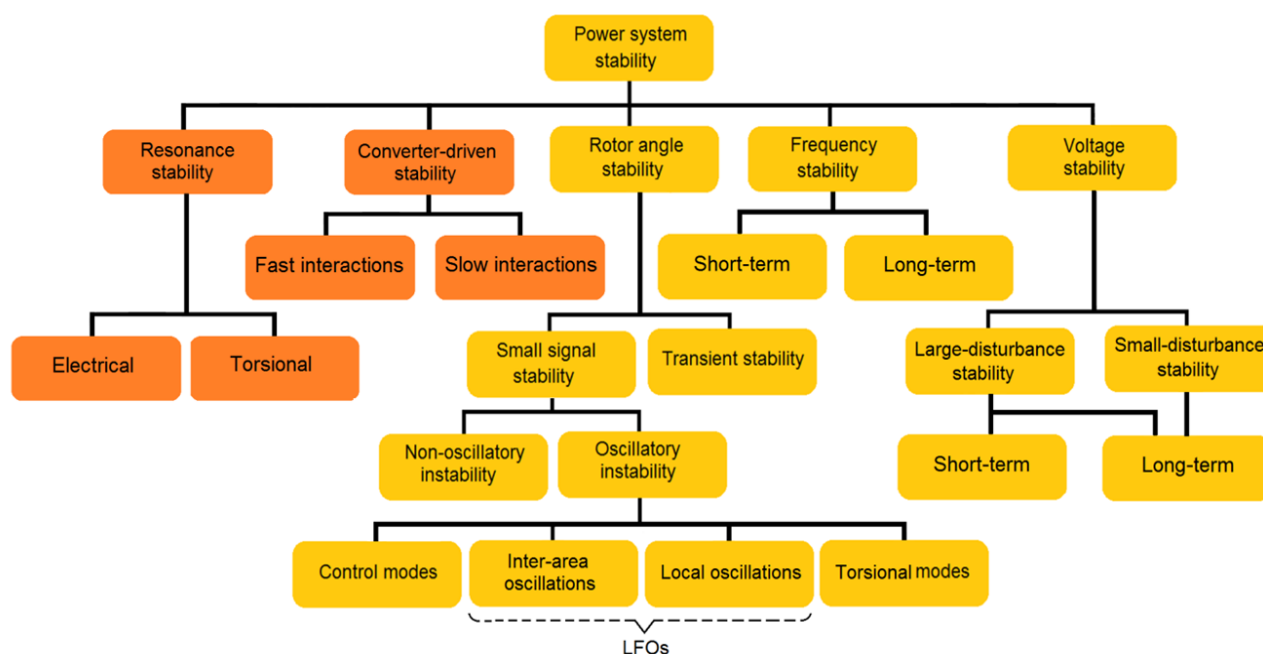 Power system
stability
Resonance
stability
Converter-driven
stability
Rotor angle
stability
Frequency
stability
Voltage
stability
Fast interactions
Slow interactions
Short-term
Long-term
Electrical
Torsional
Small signal
stability
Transient stability
Large-disturbance
stability
Small-disturbance
stability
Non-oscillatory
instability
Oscillatory
instability
Short-term
Long-term
Control modes
Inter-area
oscillations
Local oscillations
Torsional modes
LFOs